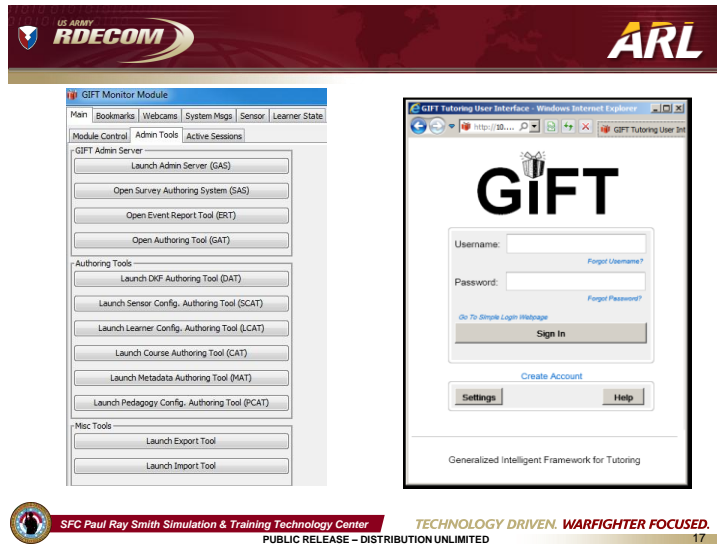 US ARMY
RDECOM
ARL
GIFT Monitor Module
Main Bookmarks Webcams System Msgs Sensor Learner State
Module Control Admin Tools Active Sessions
GIFT Admin Server
Launch Admin Server (GAS)
Open Survey Authoring System (SAS)
Open Event Report Tool (ERT)
Open Authoring Tool (GAT)
Authoring Tools
Launch DKF Authoring Tool (DAT)
Launch Sensor Config. Authoring Tool (SCAT)
Launch Learner Config. Authoring Tool (LCAT)
Launch Course Authoring Tool (CAT)
Launch Metadata Authoring Tool (MAT)
Launch Pedagogy Config. Authoring Tool (PCAT)
Misc Tools
Launch Export Tool
Launch Import Tool
GIFT Tutoring User Interface - Windows Internet Explorer
http://10.... GIFT Tutoring User Int
GIFT
Username:
Forgot Username?
Password:
Forgot Password?
Go To Simple Login Webpage
Sign In
Create Account
Settings Help
Generalized Intelligent Framework for Tutoring
SFC Paul Ray Smith Simulation & Training Technology Center
TECHNOLOGY DRIVEN. WARFIGHTER FOCUSED.
PUBLIC RELEASE – DISTRIBUTION UNLIMITED
17